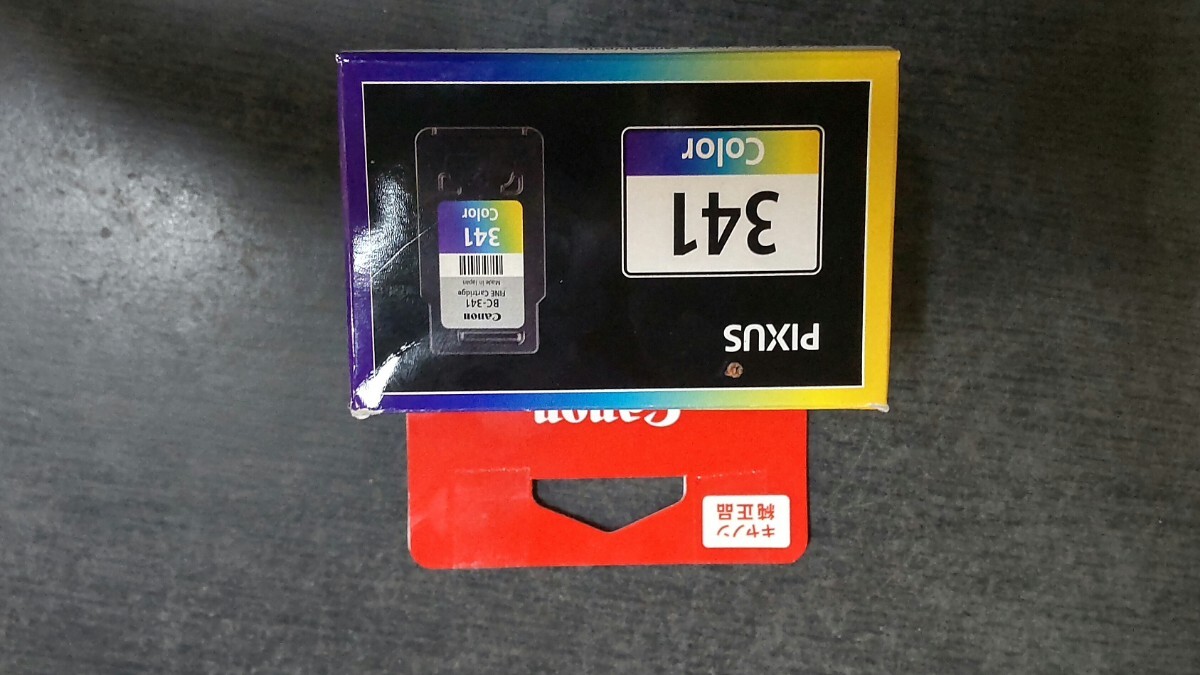 キヤノン
純正品
Canon
PIXUS
341
Color
Canon
BC-341
FINE Cartridge
Made in Japan
341
Color